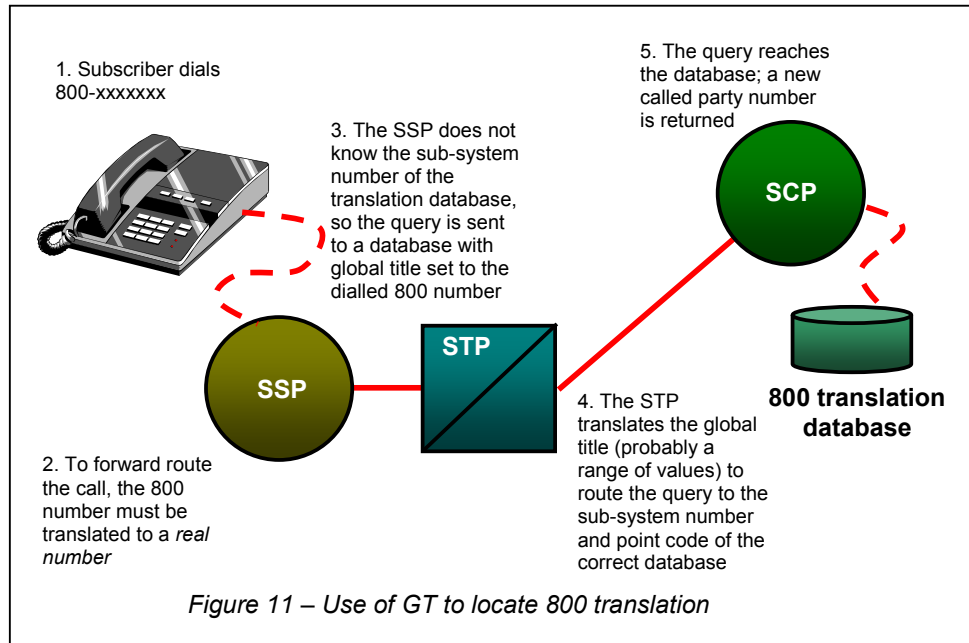 1. Subscriber dials
800-xxxxxxx
2. To forward route
the call, the 800
number must be
translated to a real
number
3. The SSP does not
know the sub-system
number of the
translation database,
so the query is sent
to a database with
global title set to the
dialled 800 number
SSP
STP
4. The STP
translates the global
title (probably a
range of values) to
route the query to the
sub-system number
and point code of the
correct database
5. The query reaches
the database; a new
called party number
is returned
SCP
800 translation
database
Figure 11 – Use of GT to locate 800 translation